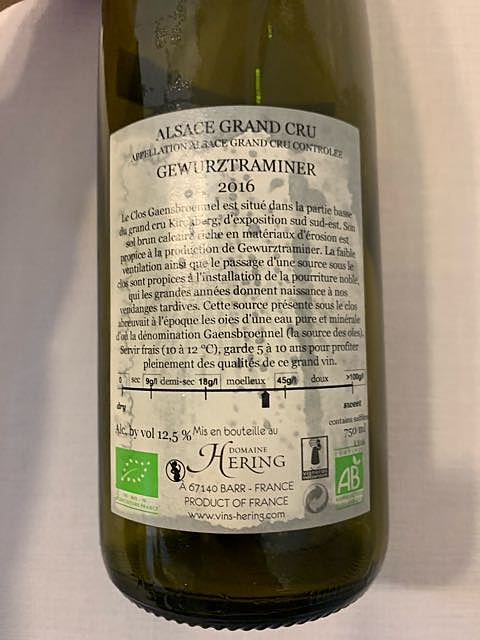 ALSACE GRAND CRU
APPELLATION ALSACE GRAND CRU CONTROLÉE
GEWURZTRAMINER
2016
Le Clos Gaensbroennel est situé dans la partie basse
du grand cru Kirckberg, d'exposition sud sud-est. Son
sol brun calcaire riche en matériaux d'érosion est
propice à la production de Gewurztraminer. La faible
ventilation ainsi que le passage d'une source sous le
clos sont propices à l'installation de la pourriture noble,
qui les grandes années donnent naissance à nos
vendanges tardives. Cette source présente sous le clos
abreuvait à l'époque les oies d'une eau pure et minérale
d'où la dénomination Gaensbroennel (la source des oies).
Servir frais (10 à 12 °C), garde 5 à 10 ans pour profiter
pleinement des qualités de ce grand vin.
0 sec 9g/l demi-sec 18g/l moelleux 45g/l doux >100g/l
dry sweet
Alc. by vol 12,5 % Mis en bouteille au contains sulfites
750 ml
DOMAINE
HERING
AB
À 67140 BARR - FRANCE
PRODUCT OF FRANCE
www.vins-hering.com